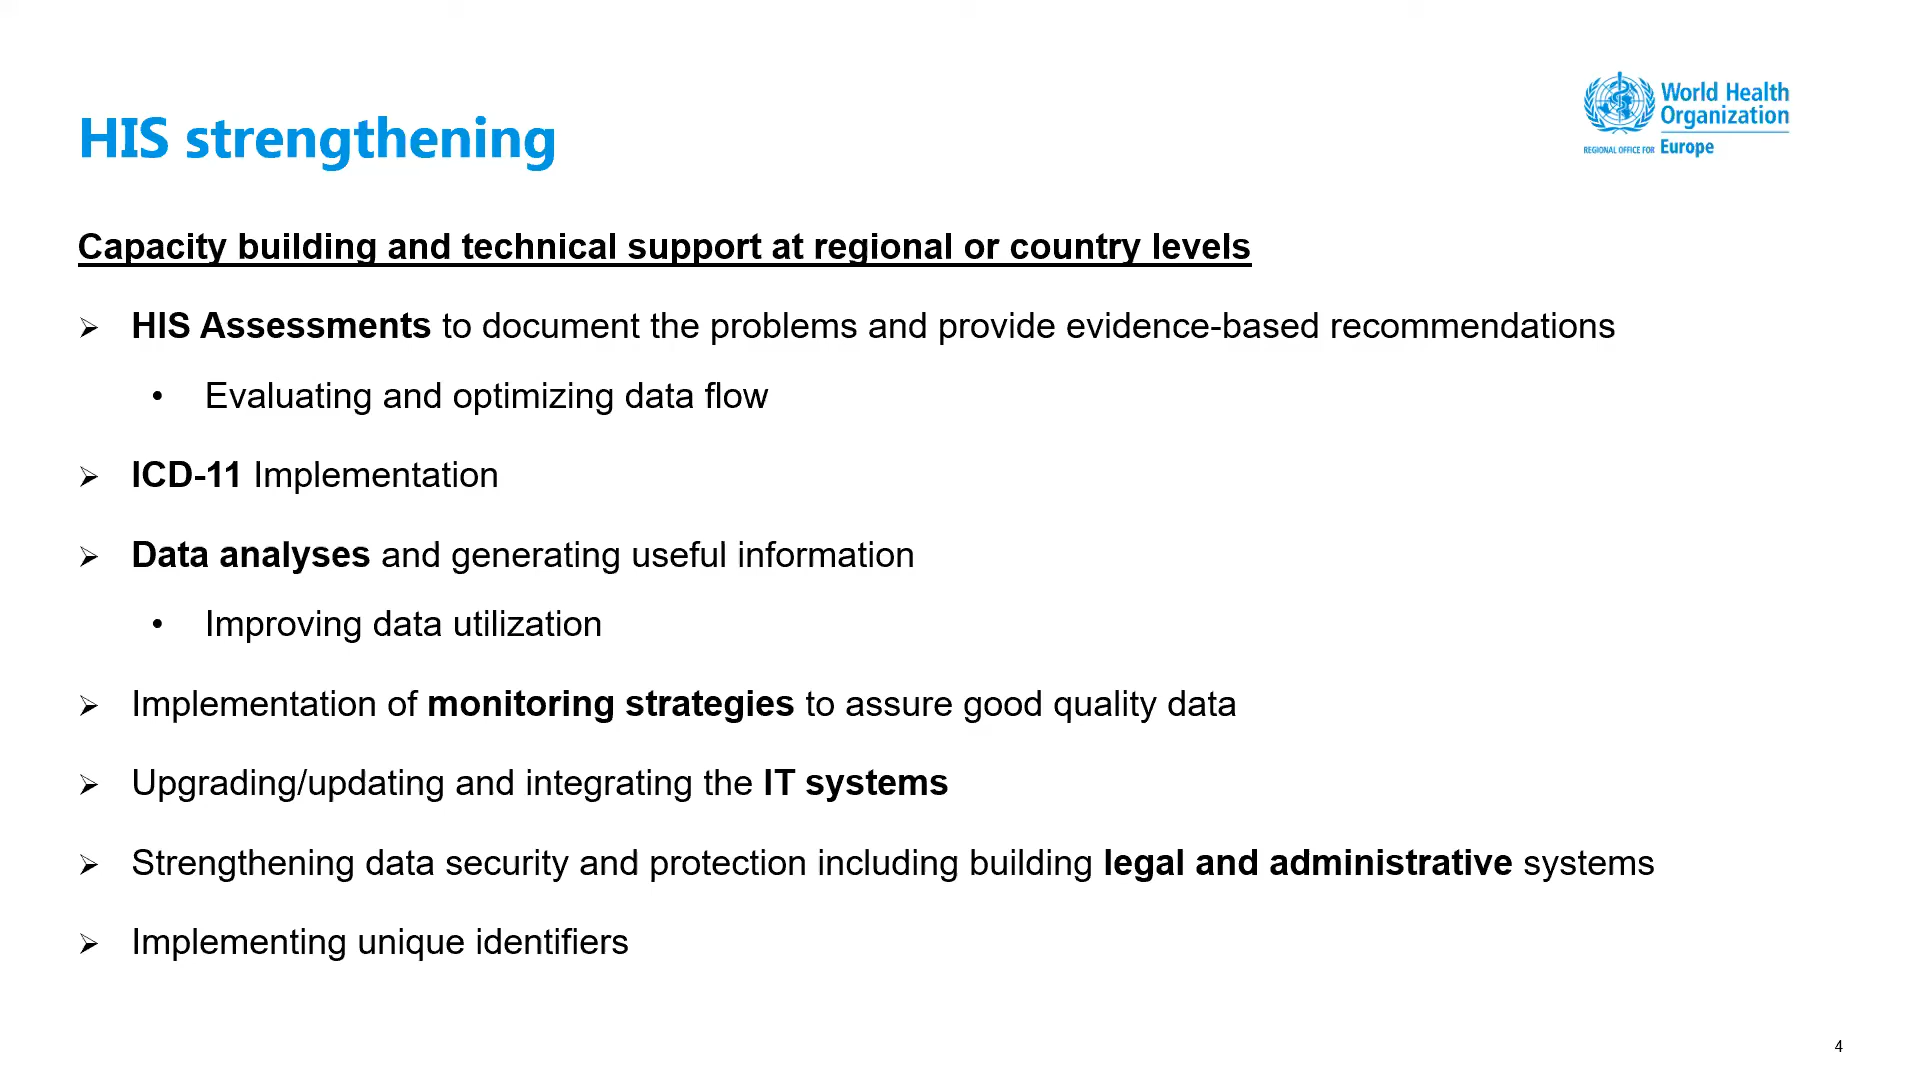 World Health
Organization
REGIONAL OFFICE FOR Europe
HIS strengthening
Capacity building and technical support at regional or country levels
➢ HIS Assessments to document the problems and provide evidence-based recommendations
• Evaluating and optimizing data flow
➢ ICD-11 Implementation
➢ Data analyses and generating useful information
• Improving data utilization
➢ Implementation of monitoring strategies to assure good quality data
➢ Upgrading/updating and integrating the IT systems
➢ Strengthening data security and protection including building legal and administrative systems
➢ Implementing unique identifiers
4